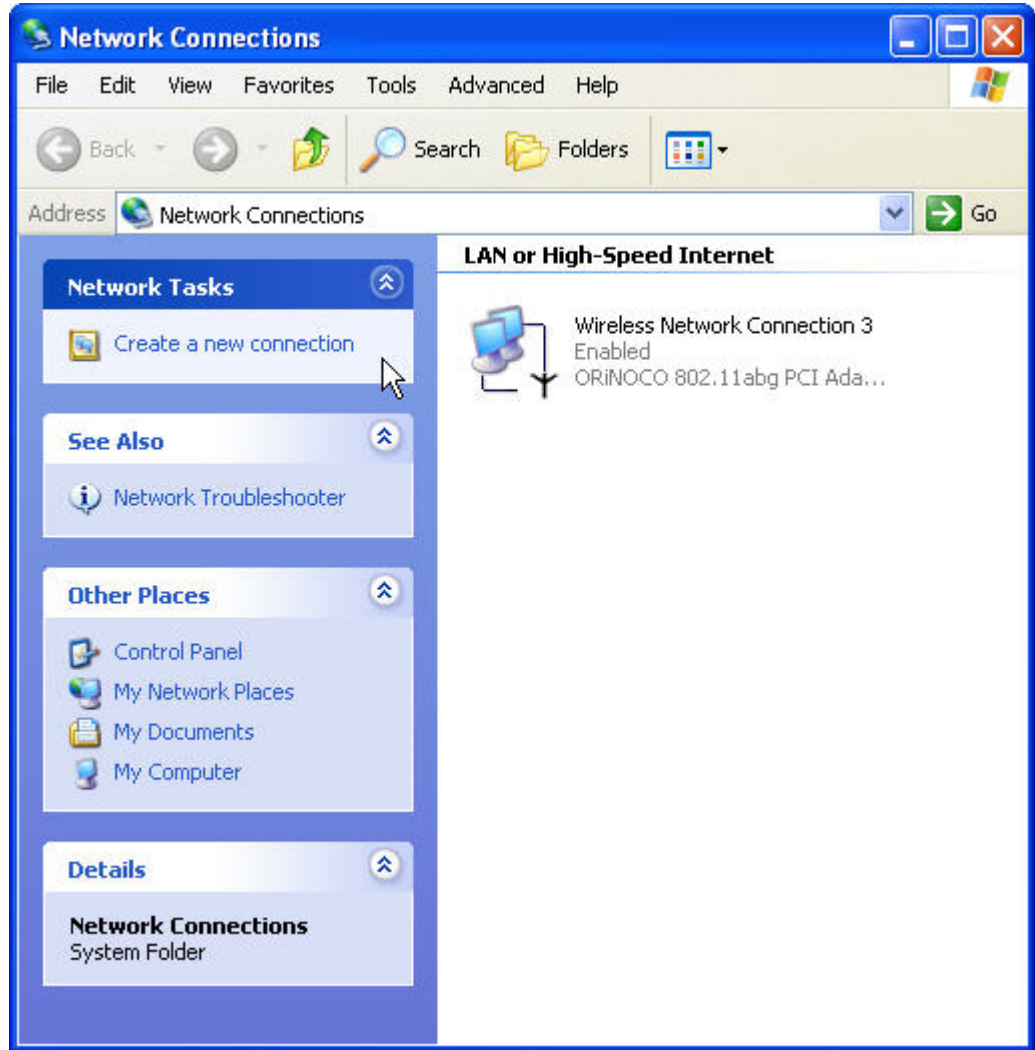 Network Connections
File Edit View Favorites Tools Advanced Help
Back Search Folders
Address Network Connections Go
Network Tasks
Create a new connection
See Also
Network Troubleshooter
Other Places
Control Panel
My Network Places
My Documents
My Computer
Details
Network Connections
System Folder
LAN or High-Speed Internet
Wireless Network Connection 3
Enabled
ORiNOCO 802.11abg PCI Ada...